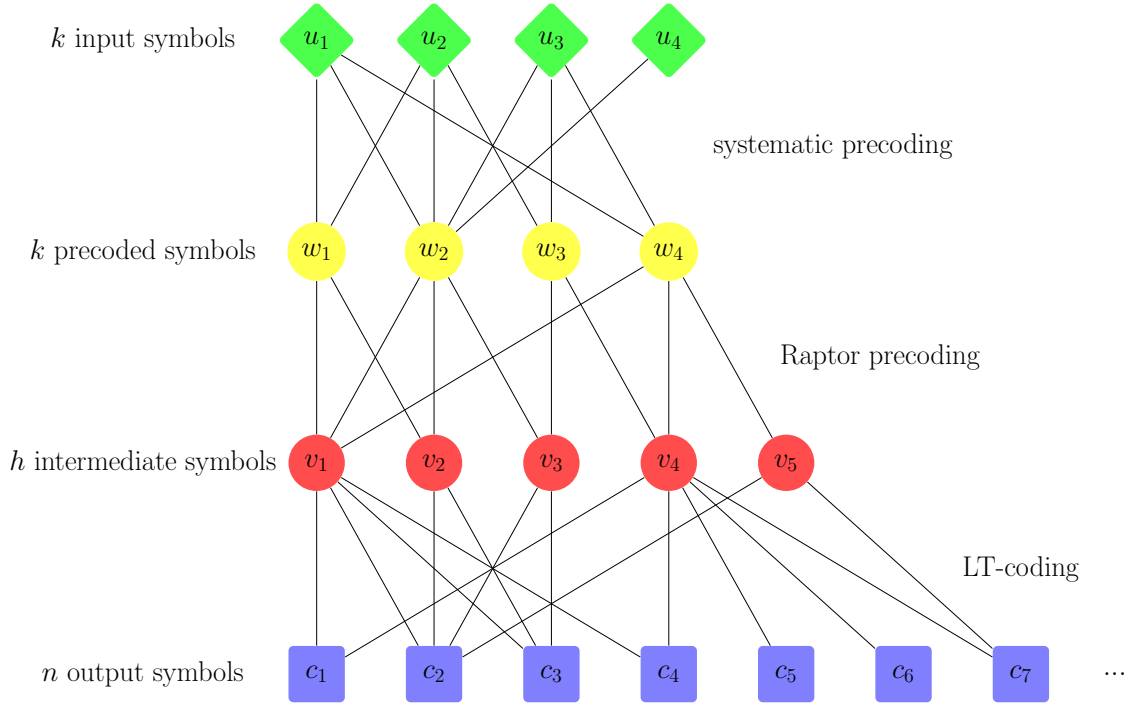 k input symbols u₁ u₂ u₃ u₄
systematic precoding
k precoded symbols w₁ w₂ w₃ w₄
Raptor precoding
h intermediate symbols v₁ v₂ v₃ v₄ v₅
LT-coding
n output symbols c₁ c₂ c₃ c₄ c₅ c₆ c₇ ...